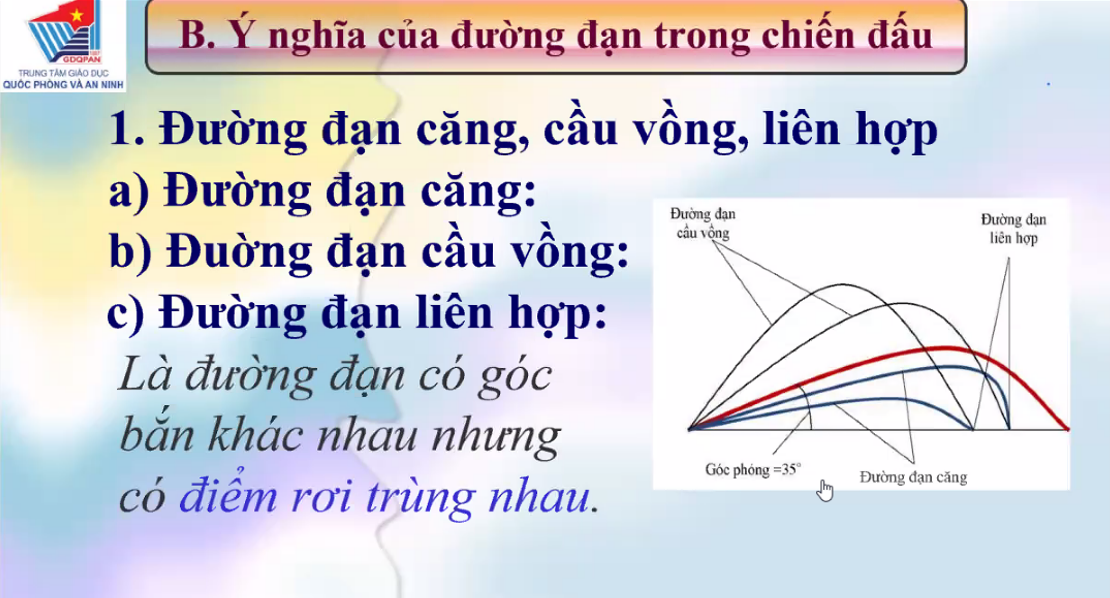 GDQPAN
TRUNG TÂM GIÁO DỤC
QUỐC PHÒNG VÀ AN NINH
B. Ý nghĩa của đường đạn trong chiến đấu
1. Đường đạn căng, cầu vồng, liên hợp
a) Đường đạn căng:
b) Đuờng đạn cầu vồng:
c) Đường đạn liên hợp:
Là đường đạn có góc
bắn khác nhau nhưng
có điểm rơi trùng nhau.
Đường đạn
cầu vồng
Đường đạn
liên hợp
Góc phóng =35°
Đường đạn căng